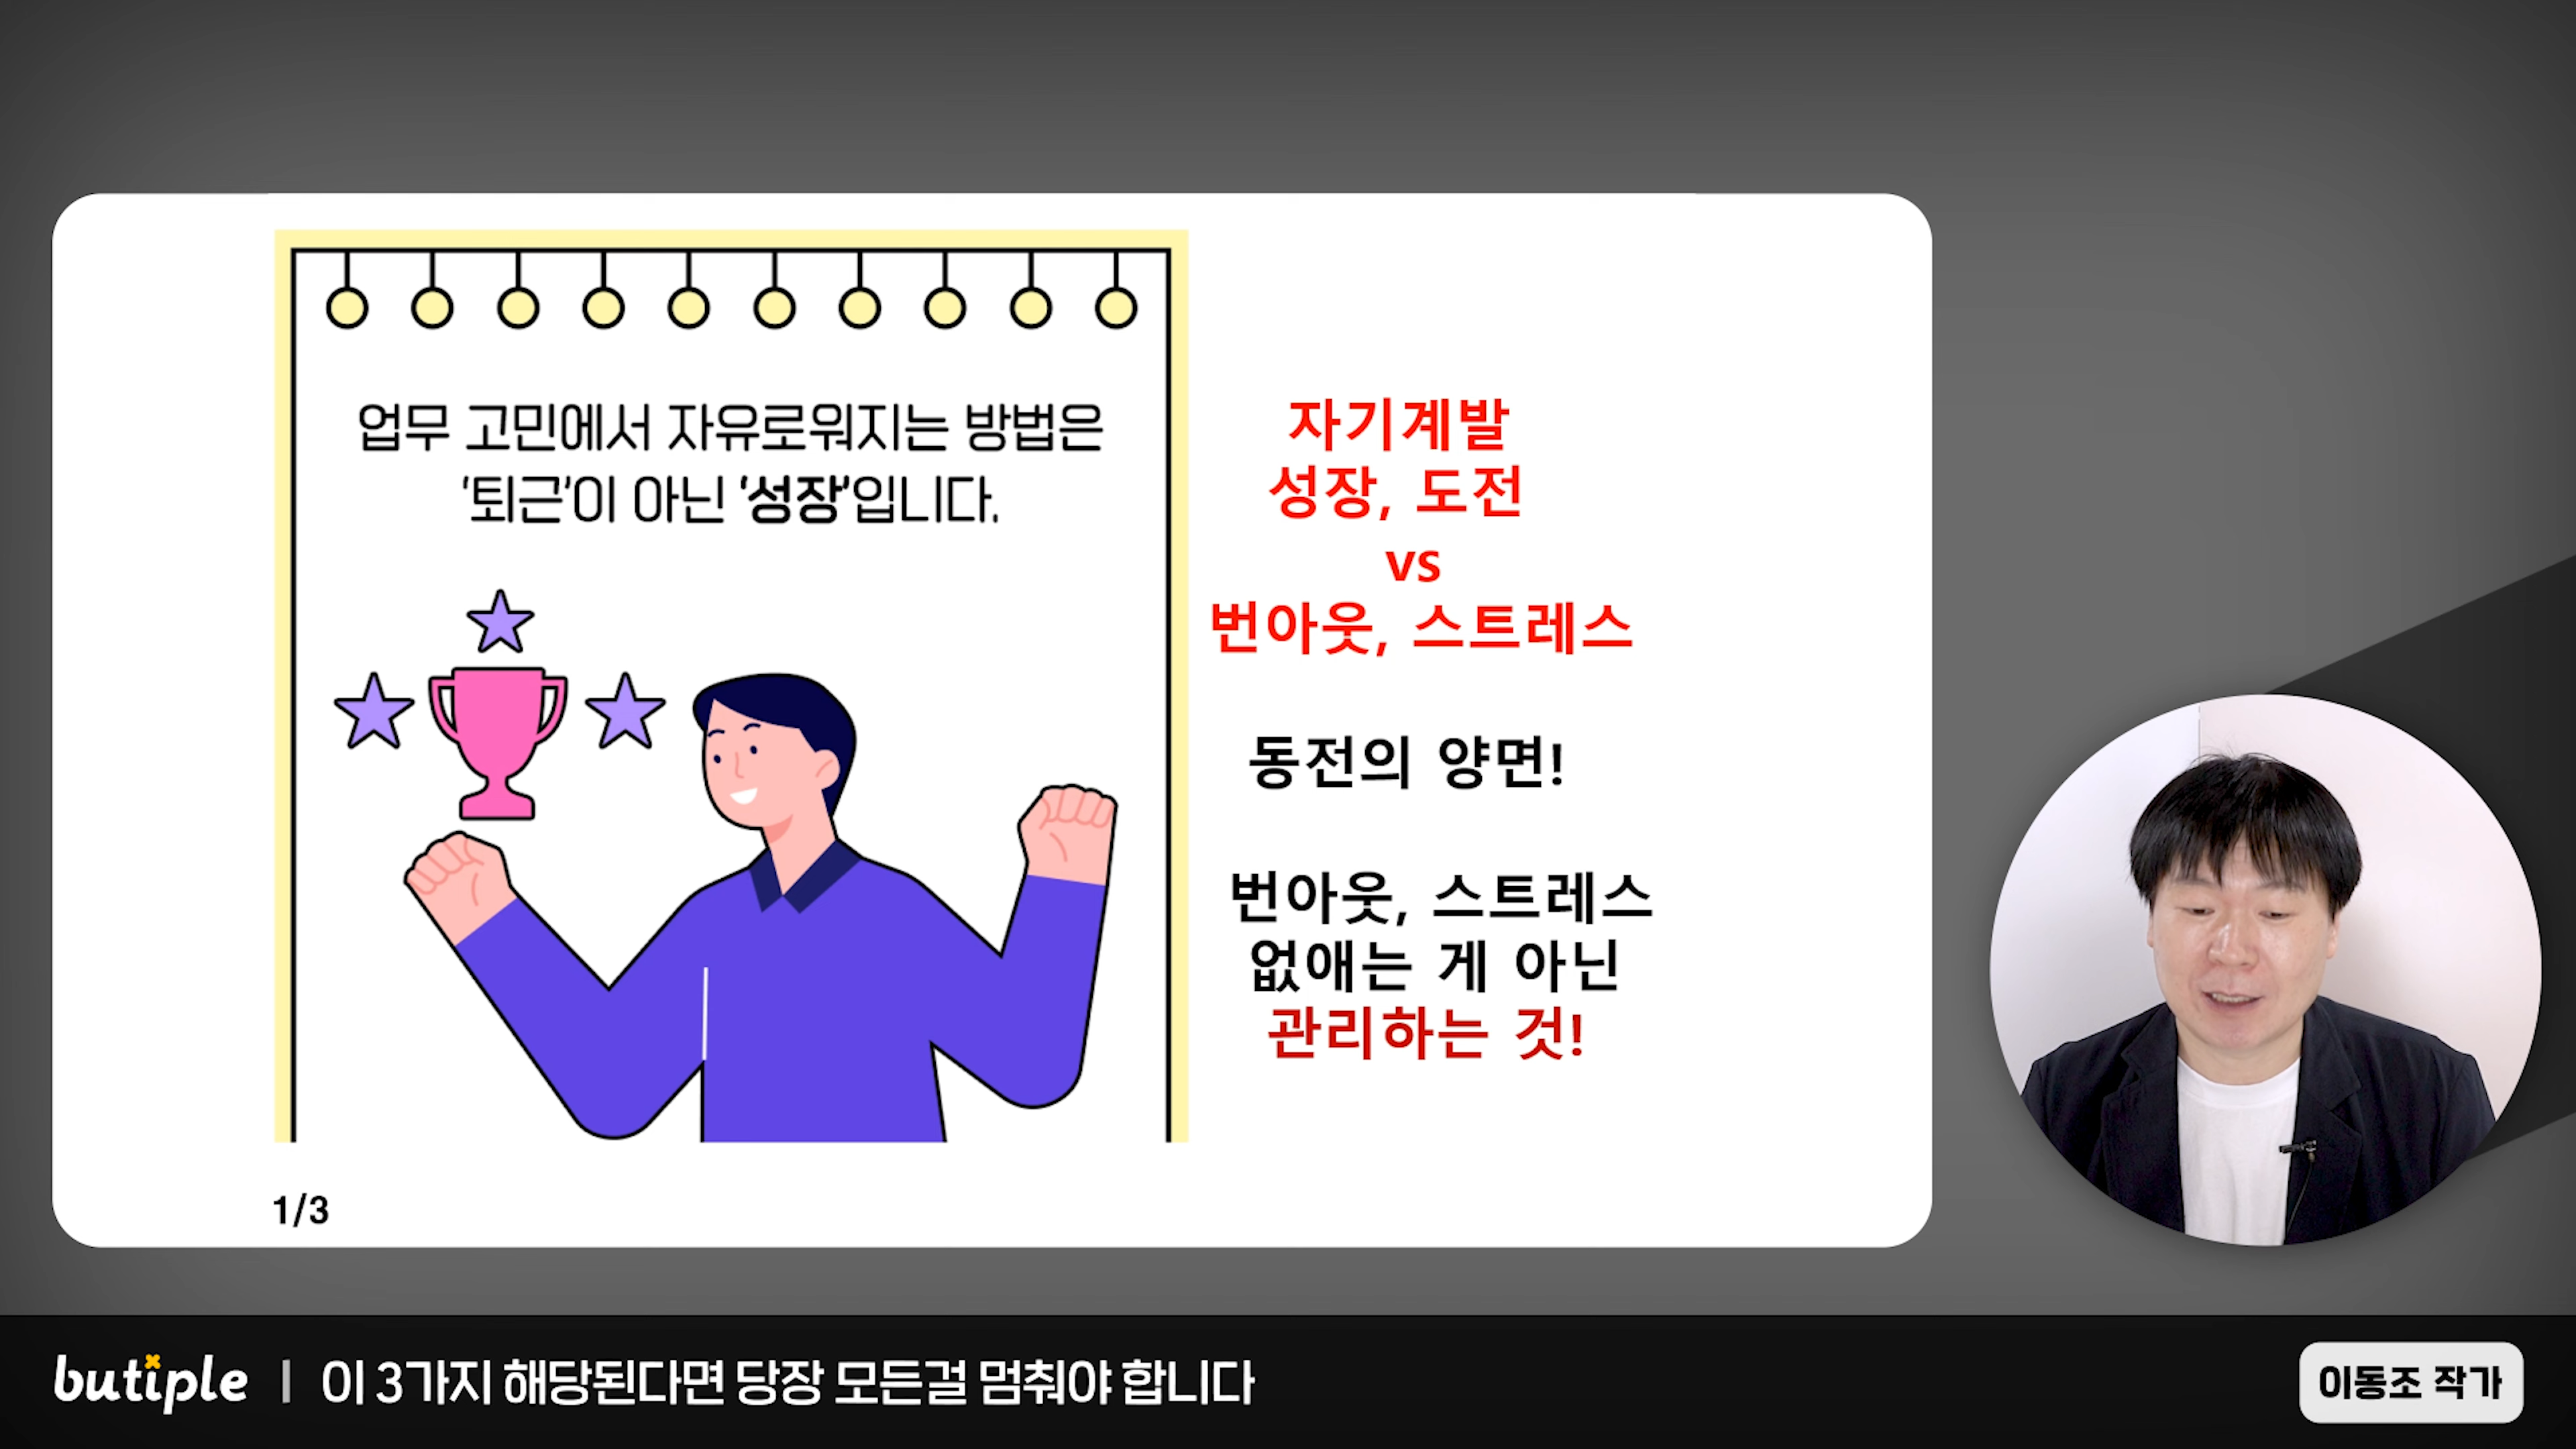 업무 고민에서 자유로워지는 방법은
'퇴근'이 아닌 '성장'입니다.
자기계발
성장, 도전
vs
번아웃, 스트레스
동전의 양면!
번아웃, 스트레스
없애는 게 아닌
관리하는 것!
1/3
butiple | 이 3가지 해당된다면 당장 모든걸 멈춰야 합니다
이동조 작가